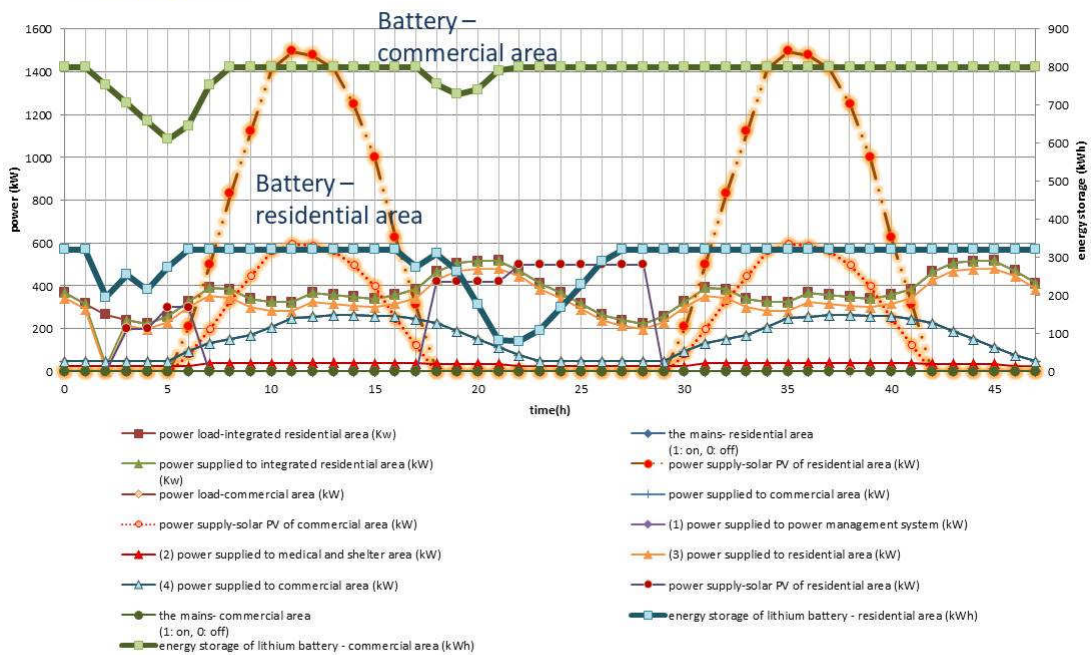 Battery –
commercial area
1600
1400
1200
1000
800
600
400
200
0
power (kW)
Battery –
residential area
900
800
700
600
500
400
300
200
100
0
energy storage (kWh)
0 5 10 15 20 25 30 35 40 45
time(h)
power load-integrated residential area (Kw)
the mains- residential area
(1: on, 0: off)
power supplied to integrated residential area (kW)
(Kw)
power supply-solar PV of residential area (kW)
power load-commercial area (kW)
power supplied to commercial area (kW)
power supply-solar PV of commercial area (kW)
(1) power supplied to power management system (kW)
(2) power supplied to medical and shelter area (kW)
(3) power supplied to residential area (kW)
(4) power supplied to commercial area (kW)
power supply-solar PV of residential area (kW)
the mains- commercial area
(1: on, 0: off)
energy storage of lithium battery - residential area (kWh)
energy storage of lithium battery - commercial area (kWh)